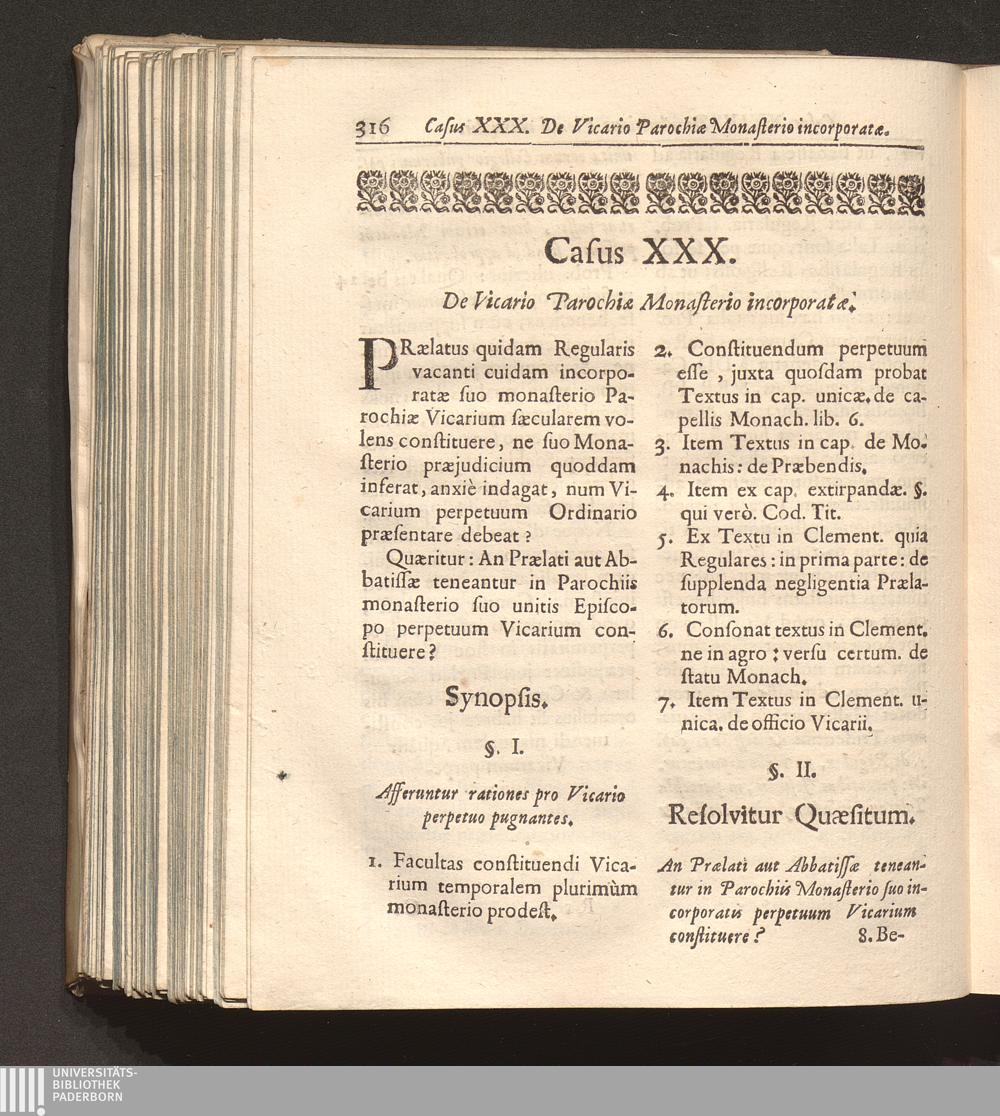 316 Caſus XXX. De Vicario Parochiæ Monaſterio incorporatæ.
Caſus XXX.
De Vicario Parochiæ Monaſterio incorporatæ.
PRælatus quidam Regularis
vacanti cuidam incorpo-
ratæ ſuo monaſterio Pa-
rochiæ Vicarium ſæcularem vo-
lens conſtituere, ne ſuo Mona-
ſterio præjudicium quoddam
inferat, anxiè indagat, num Vi-
carium perpetuum Ordinario
præſentare debeat?
Quæritur: An Prælati aut Ab-
batiſſæ teneantur in Parochiis
monaſterio ſuo unitis Epiſco-
po perpetuum Vicarium con-
ſtituere?
Synopſis.
§. I.
Afferuntur rationes pro Vicario
perpetuo pugnantes.
1. Facultas conſtituendi Vica-
rium temporalem plurimùm
monaſterio prodeſt.
2. Conſtituendum perpetuum
eſſe, juxta quoſdam probat
Textus in cap. unicæ. de ca-
pellis Monach. lib. 6.
3. Item Textus in cap. de Mo-
nachis: de Præbendis.
4. Item ex cap. extirpandæ. §.
qui verò. Cod. Tit.
5. Ex Textu in Clement. quia
Regulares: in prima parte: de
ſupplenda negligentia Præla-
torum.
6. Conſonat textus in Clement.
ne in agro: verſu certum. de
ſtatu Monach.
7. Item Textus in Clement. u-
nica. de officio Vicarii.
§. II.
Reſolvitur Quæſitum.
An Prælati aut Abbatiſſæ tenean-
tur in Parochiis Monaſterio ſuo in-
corporatis perpetuum Vicarium
conſtituere? 8. Be-
UNIVERSITÄTS-
BIBLIOTHEK
PADERBORN